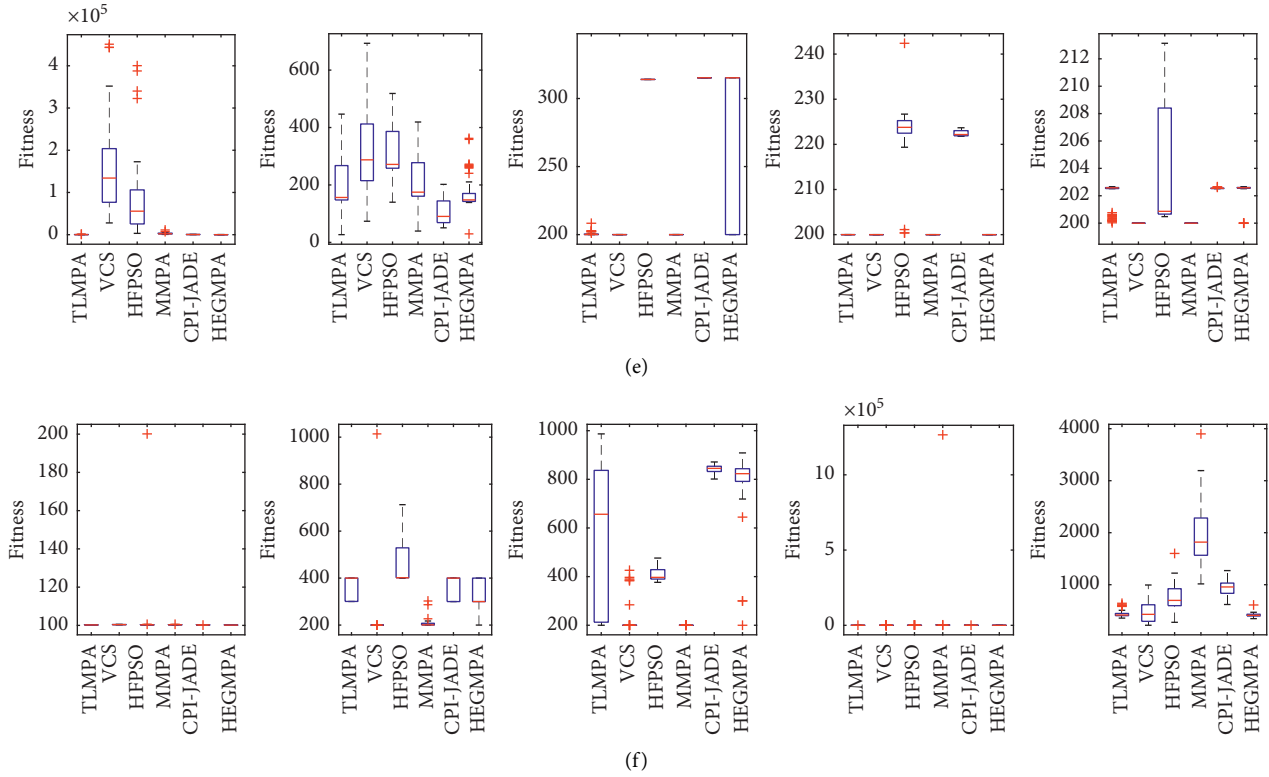 ×10^5
Fitness
5
4
3
2
1
0
TLMPA
VCS
HFPSO
MMPA
CPI-JADE
HEGMPA
Fitness
600
400
200
0
TLMPA
VCS
HFPSO
MMPA
CPI-JADE
HEGMPA
Fitness
300
250
200
TLMPA
VCS
HFPSO
MMPA
CPI-JADE
HEGMPA
Fitness
240
230
220
210
200
TLMPA
VCS
HFPSO
MMPA
CPI-JADE
HEGMPA
Fitness
212
210
208
206
204
202
200
TLMPA
VCS
HFPSO
MMPA
CPI-JADE
HEGMPA
(e)
Fitness
200
180
160
140
120
100
TLMPA
VCS
HFPSO
MMPA
CPI-JADE
HEGMPA
Fitness
1000
800
600
400
200
TLMPA
VCS
HFPSO
MMPA
CPI-JADE
HEGMPA
Fitness
1000
800
600
400
200
TLMPA
VCS
HFPSO
MMPA
CPI-JADE
HEGMPA
×10^5
Fitness
10
5
0
TLMPA
VCS
HFPSO
MMPA
CPI-JADE
HEGMPA
Fitness
4000
3000
2000
1000
TLMPA
VCS
HFPSO
MMPA
CPI-JADE
HEGMPA
(f)